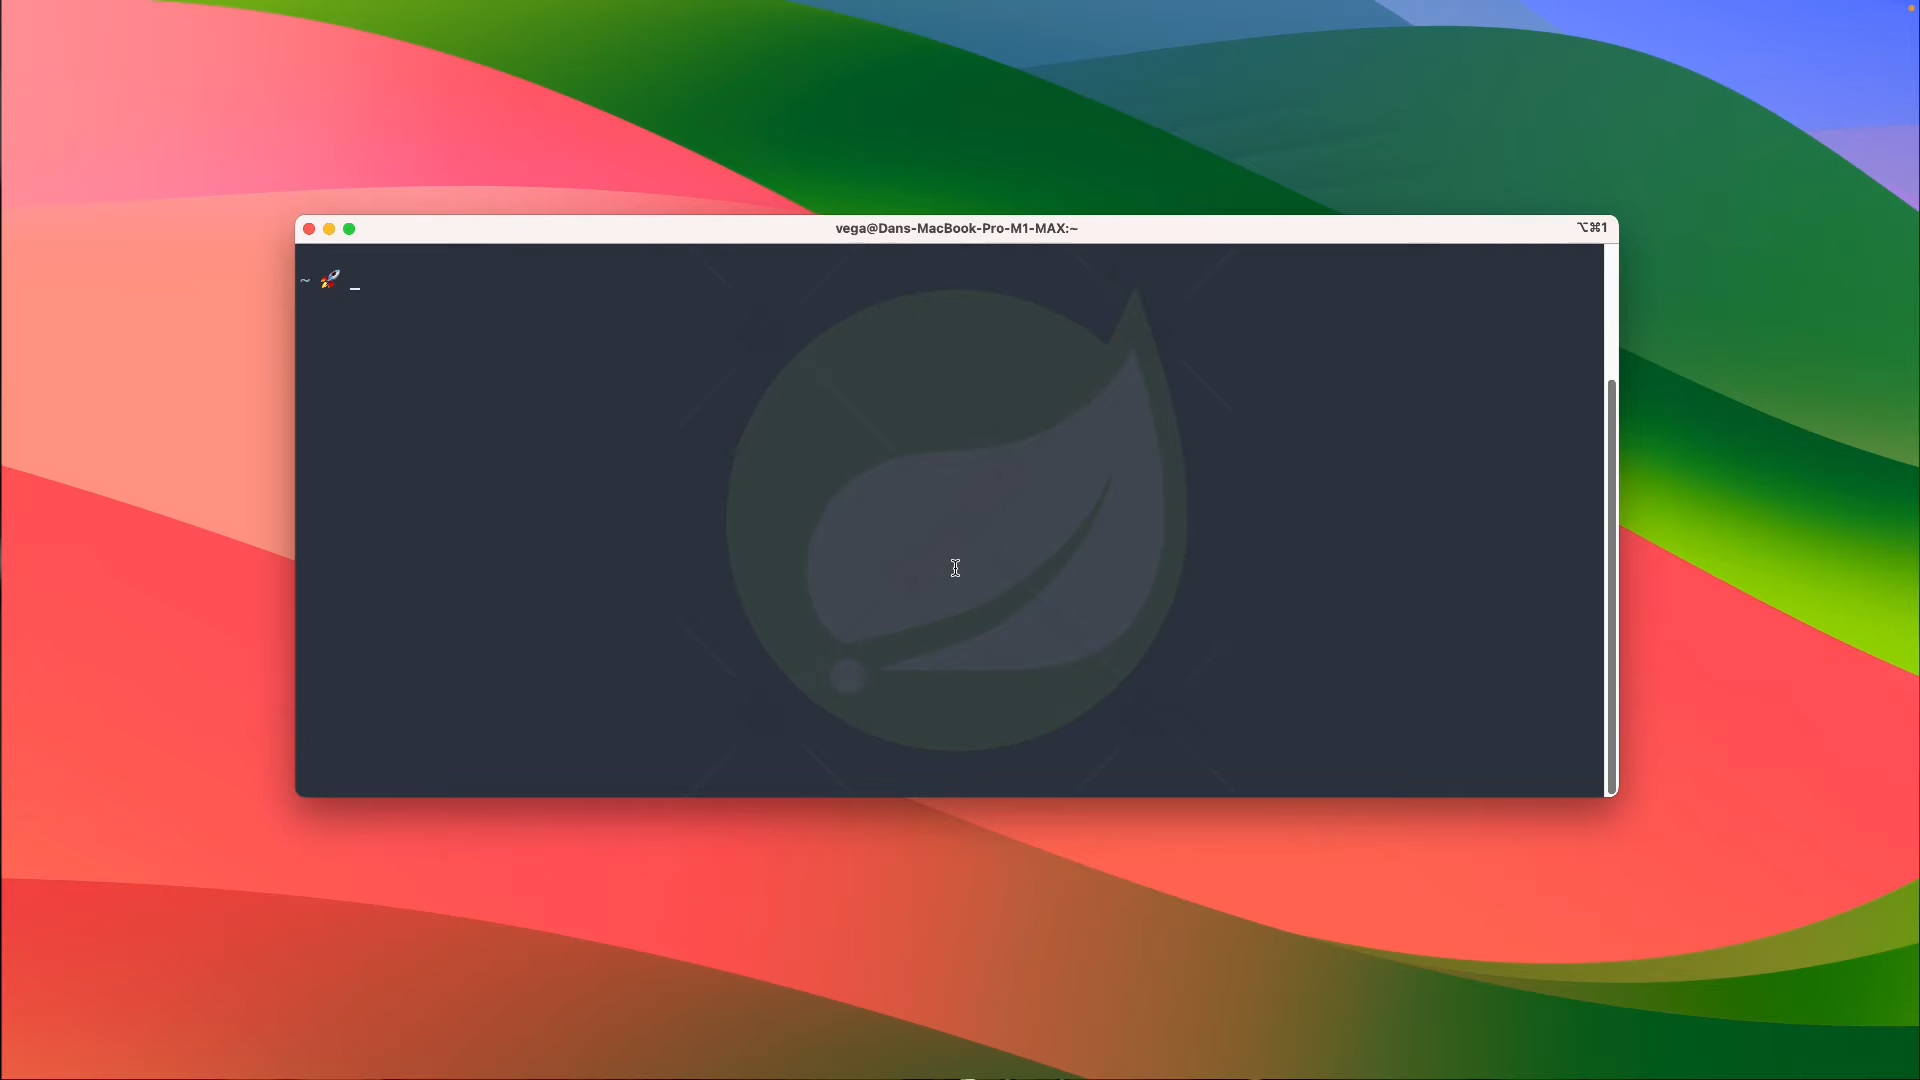 vega@Dans-MacBook-Pro-M1-MAX:~
⌥⌘1
~ 🚀 _